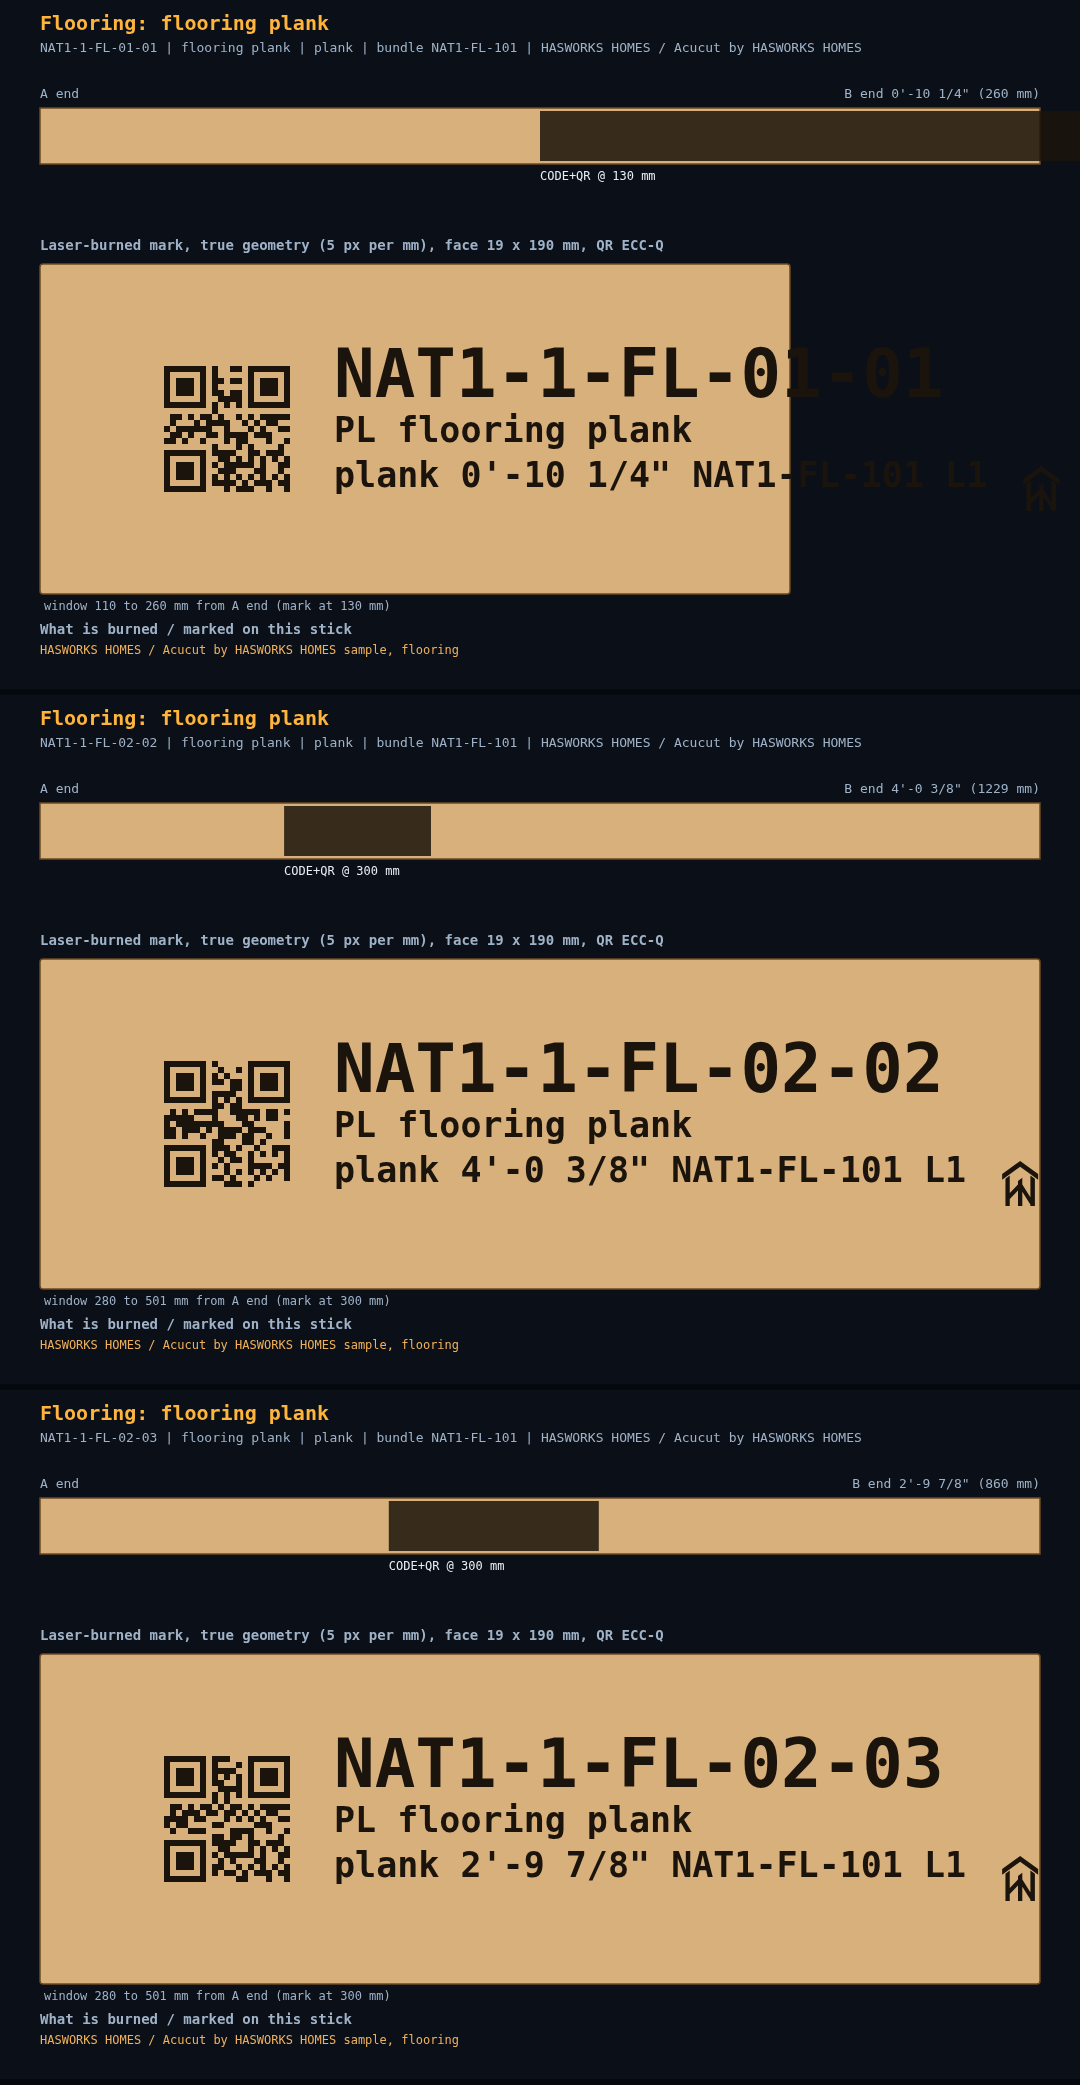 Flooring: flooring plank
NAT1-1-FL-01-01 | flooring plank | plank | bundle NAT1-FL-101 | HASWORKS HOMES / Acucut by HASWORKS HOMES
A end
B end 0'-10 1/4" (260 mm)
CODE+QR @ 130 mm
Laser-burned mark, true geometry (5 px per mm), face 19 x 190 mm, QR ECC-Q
NAT1-1-FL-01-01
PL flooring plank
plank 0'-10 1/4" NAT1-FL-101 L1
window 110 to 260 mm from A end (mark at 130 mm)
What is burned / marked on this stick
HASWORKS HOMES / Acucut by HASWORKS HOMES sample, flooring
Flooring: flooring plank
NAT1-1-FL-02-02 | flooring plank | plank | bundle NAT1-FL-101 | HASWORKS HOMES / Acucut by HASWORKS HOMES
A end
B end 4'-0 3/8" (1229 mm)
CODE+QR @ 300 mm
Laser-burned mark, true geometry (5 px per mm), face 19 x 190 mm, QR ECC-Q
NAT1-1-FL-02-02
PL flooring plank
plank 4'-0 3/8" NAT1-FL-101 L1
window 280 to 501 mm from A end (mark at 300 mm)
What is burned / marked on this stick
HASWORKS HOMES / Acucut by HASWORKS HOMES sample, flooring
Flooring: flooring plank
NAT1-1-FL-02-03 | flooring plank | plank | bundle NAT1-FL-101 | HASWORKS HOMES / Acucut by HASWORKS HOMES
A end
B end 2'-9 7/8" (860 mm)
CODE+QR @ 300 mm
Laser-burned mark, true geometry (5 px per mm), face 19 x 190 mm, QR ECC-Q
NAT1-1-FL-02-03
PL flooring plank
plank 2'-9 7/8" NAT1-FL-101 L1
window 280 to 501 mm from A end (mark at 300 mm)
What is burned / marked on this stick
HASWORKS HOMES / Acucut by HASWORKS HOMES sample, flooring